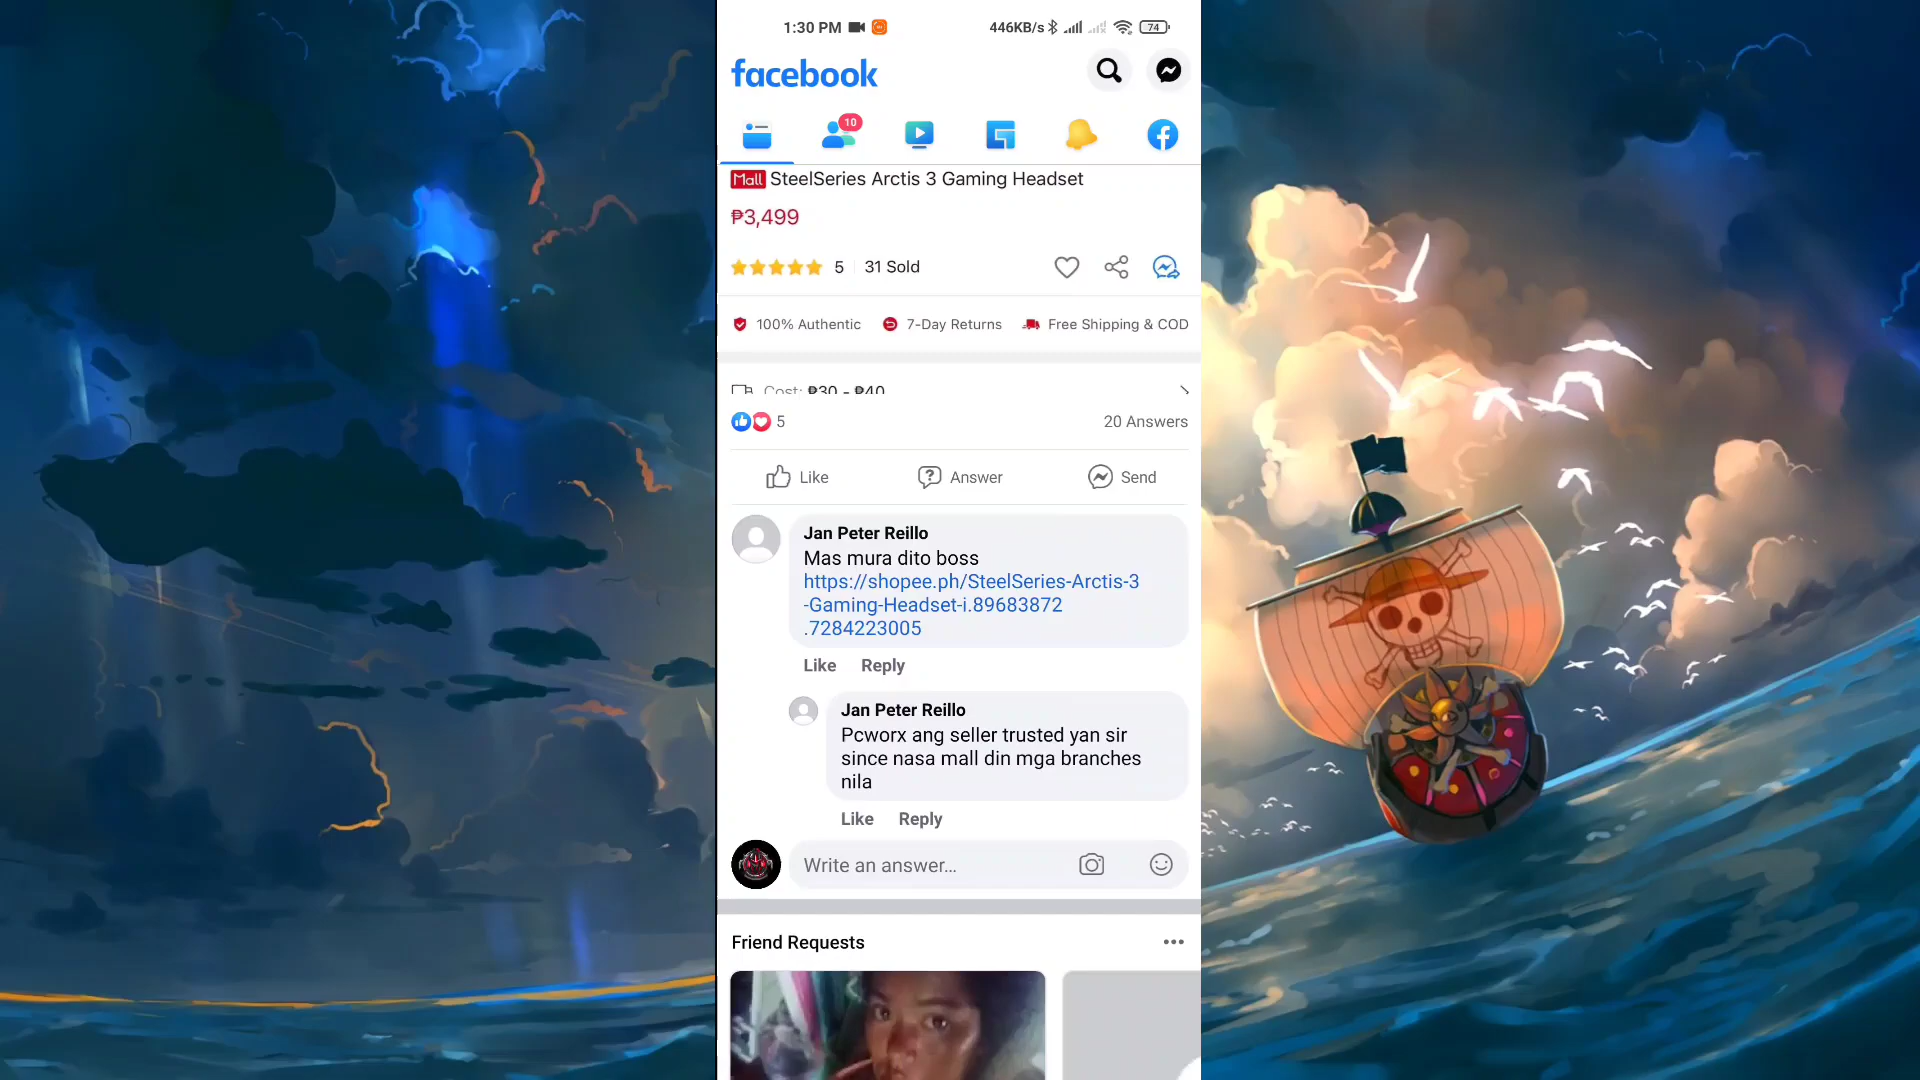 1:30 PM
446KB/s
74
facebook
10
Mall SteelSeries Arctis 3 Gaming Headset
₱3,499
5 31 Sold
100% Authentic 7-Day Returns Free Shipping & COD
Cost: ₱30 - ₱40
5 20 Answers
Like Answer Send
Jan Peter Reillo
Mas mura dito boss
https://shopee.ph/SteelSeries-Arctis-3
-Gaming-Headset-i.89683872
.7284223005
Like Reply
Jan Peter Reillo
Pcworx ang seller trusted yan sir
since nasa mall din mga branches
nila
Like Reply
Write an answer...
Friend Requests